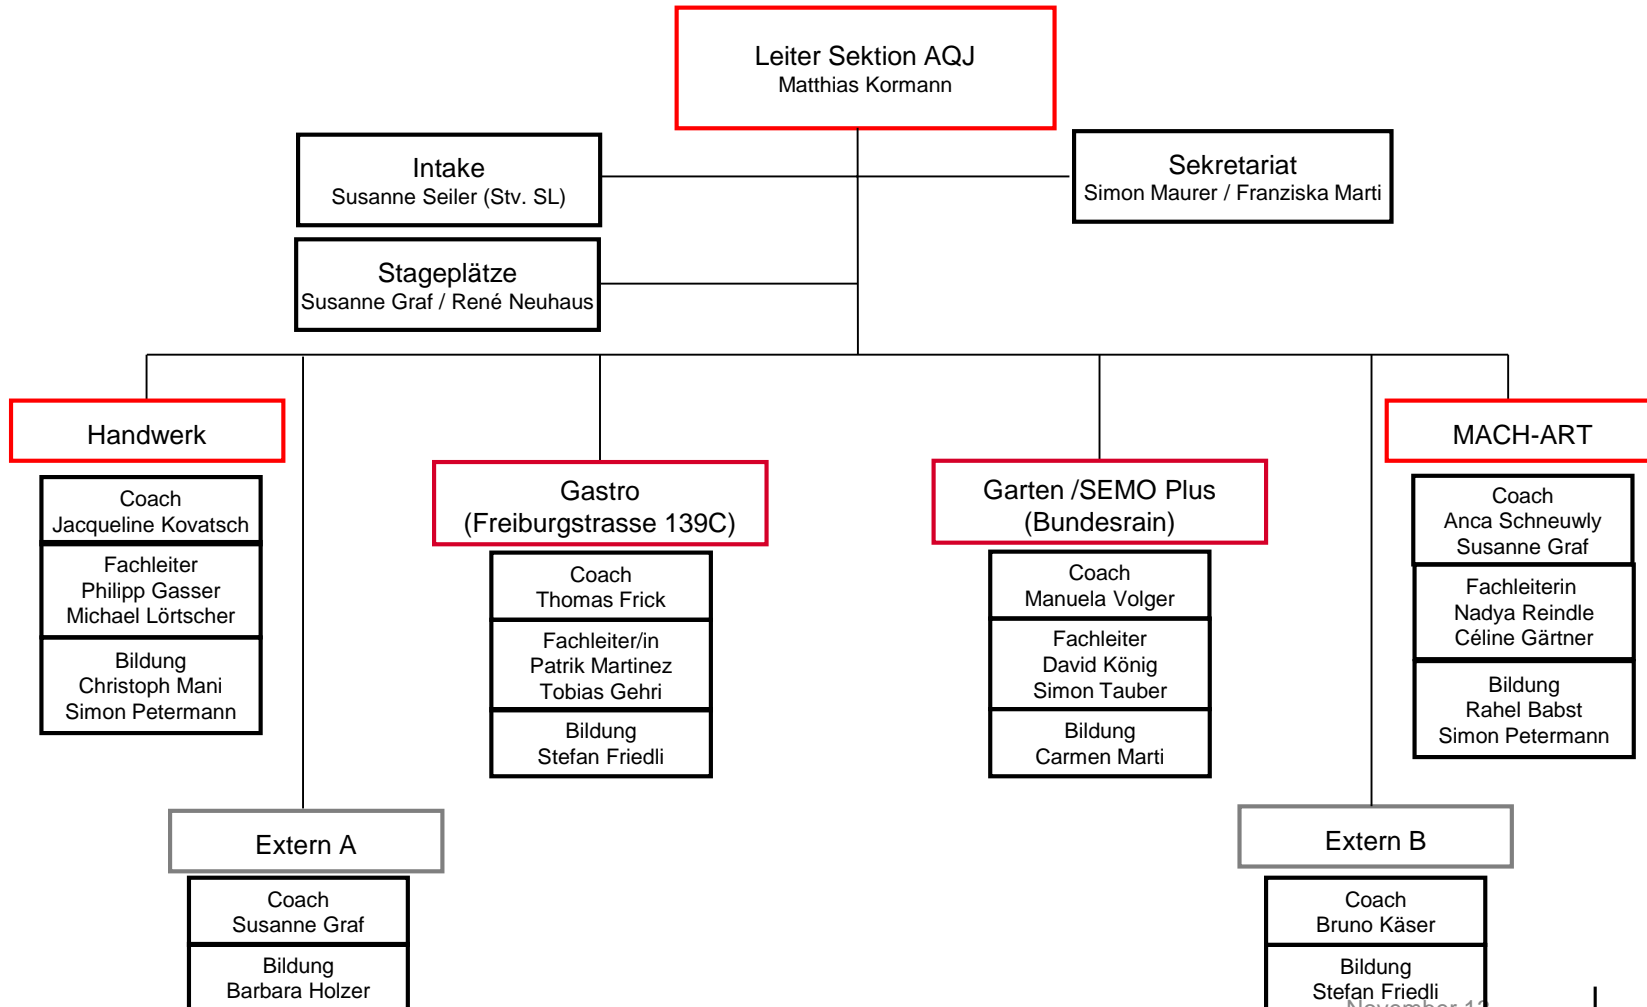 Leiter Sektion AQJ
Matthias Kormann
Intake
Susanne Seiler (Stv. SL)
Sekretariat
Simon Maurer / Franziska Marti
Stageplätze
Susanne Graf / René Neuhaus
Handwerk
Coach
Jacqueline Kovatsch
Fachleiter
Philipp Gasser
Michael Lörtscher
Bildung
Christoph Mani
Simon Petermann
Gastro
(Freiburgstrasse 139C)
Coach
Thomas Frick
Fachleiter/in
Patrik Martinez
Tobias Gehri
Bildung
Stefan Friedli
Garten /SEMO Plus
(Bundesrain)
Coach
Manuela Volger
Fachleiter
David König
Simon Tauber
Bildung
Carmen Marti
MACH-ART
Coach
Anca Schneuwly
Susanne Graf
Fachleiterin
Nadya Reindle
Céline Gärtner
Bildung
Rahel Babst
Simon Petermann
Extern A
Coach
Susanne Graf
Bildung
Barbara Holzer
Extern B
Coach
Bruno Käser
Bildung
Stefan Friedli
November